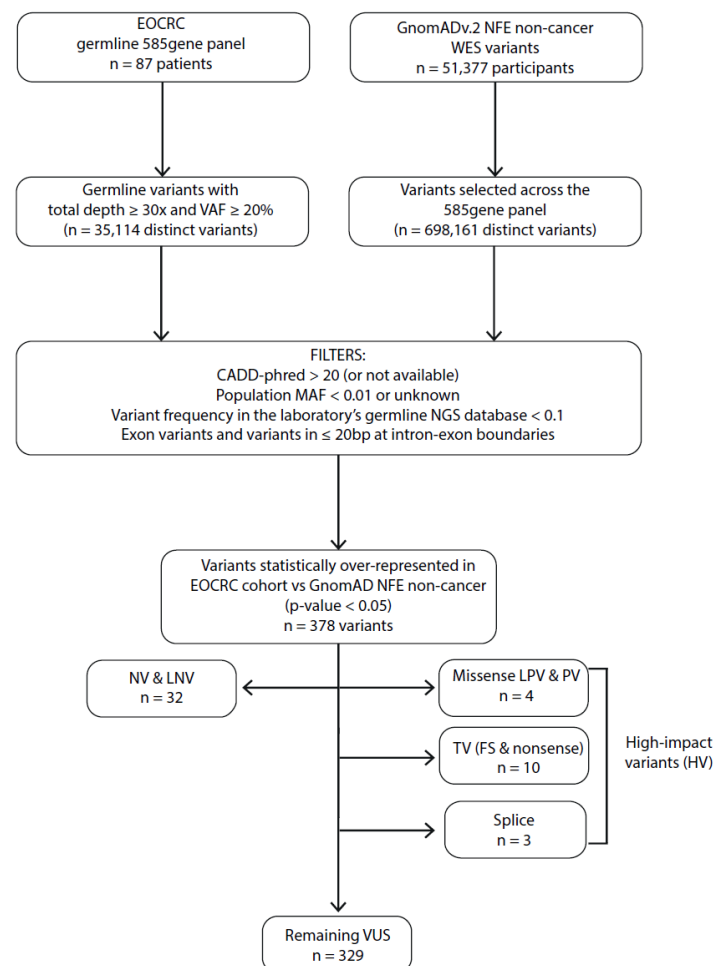 EOCRC
germline 585gene panel
n = 87 patients
GnomADv.2 NFE non-cancer
WES variants
n = 51,377 participants
Germline variants with
total depth ≥ 30x and VAF ≥ 20%
(n = 35,114 distinct variants)
Variants selected across the
585gene panel
(n = 698,161 distinct variants)
FILTERS:
CADD-phred > 20 (or not available)
Population MAF < 0.01 or unknown
Variant frequency in the laboratory's germline NGS database < 0.1
Exon variants and variants in ≤ 20bp at intron-exon boundaries
Variants statistically over-represented in
EOCRC cohort vs GnomAD NFE non-cancer
(p-value < 0.05)
n = 378 variants
NV & LNV
n = 32
Missense LPV & PV
n = 4
TV (FS & nonsense)
n = 10
Splice
n = 3
High-impact
variants (HV)
Remaining VUS
n = 329